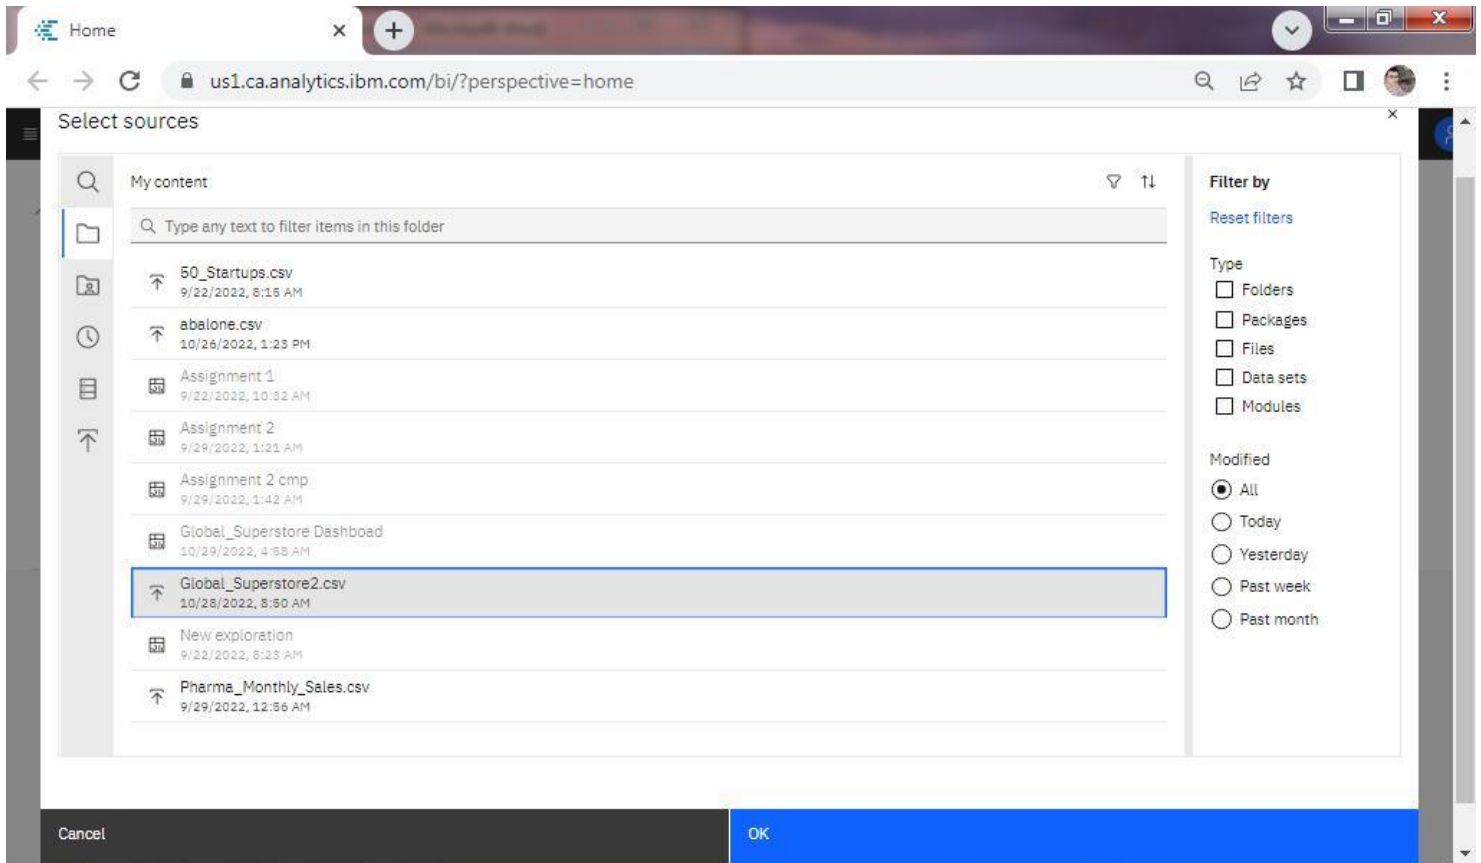 Home
us1.ca.analytics.ibm.com/bi/?perspective=home
Select sources
My content
Type any text to filter items in this folder
50_Startups.csv
9/22/2022, 8:15 AM
abalone.csv
10/26/2022, 1:23 PM
Assignment 1
9/22/2022, 10:32 AM
Assignment 2
9/29/2022, 1:21 AM
Assignment 2 cmp
9/29/2022, 1:42 AM
Global_Superstore Dashboad
10/29/2022, 4:58 AM
Global_Superstore2.csv
10/28/2022, 8:50 AM
New exploration
9/22/2022, 8:23 AM
Pharma_Monthly_Sales.csv
9/29/2022, 12:56 AM
Filter by
Reset filters
Type
Folders
Packages
Files
Data sets
Modules
Modified
All
Today
Yesterday
Past week
Past month
Cancel
OK